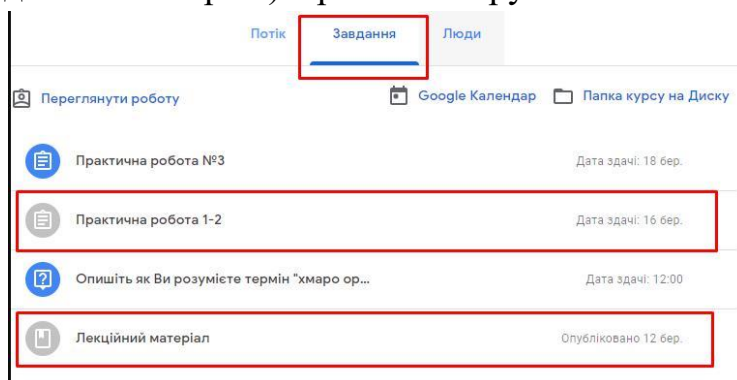 Потік Завдання Люди
Переглянути роботу Google Календар Папка курсу на Диску
Практична робота №3 Дата здачі: 18 бер.
Практична робота 1-2 Дата здачі: 16 бер.
Опишіть як Ви розумієте термін "хмаро ор... Дата здачі: 12:00
Лекційний матеріал Опубліковано 12 бер.